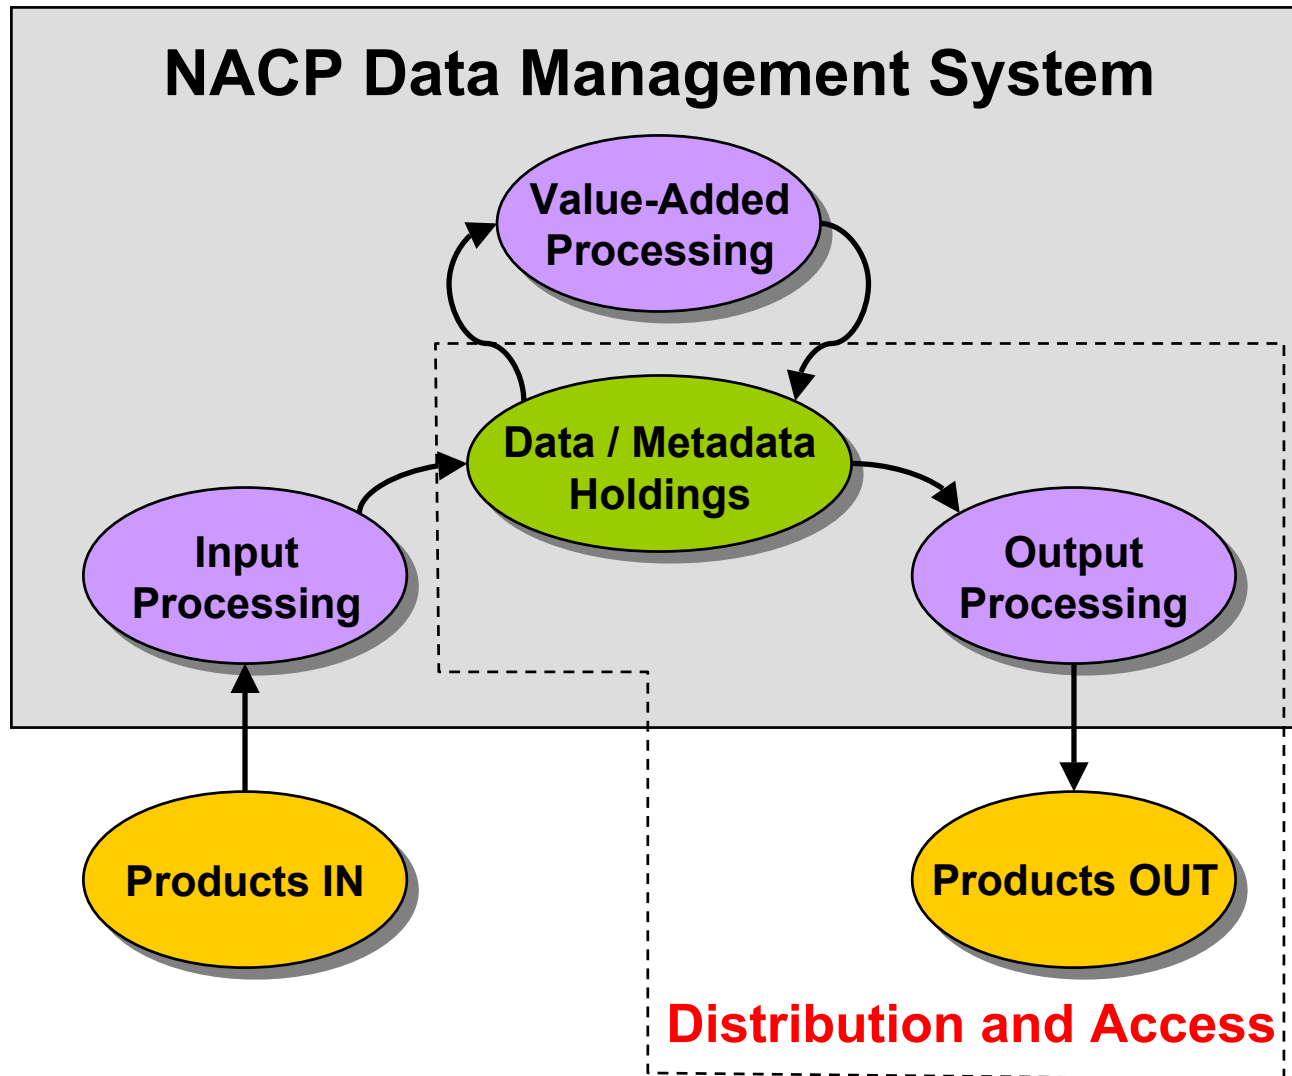 NACP Data Management System
Value-Added
Processing
Data / Metadata
Holdings
Input
Processing
Output
Processing
Products IN
Products OUT
Distribution and Access